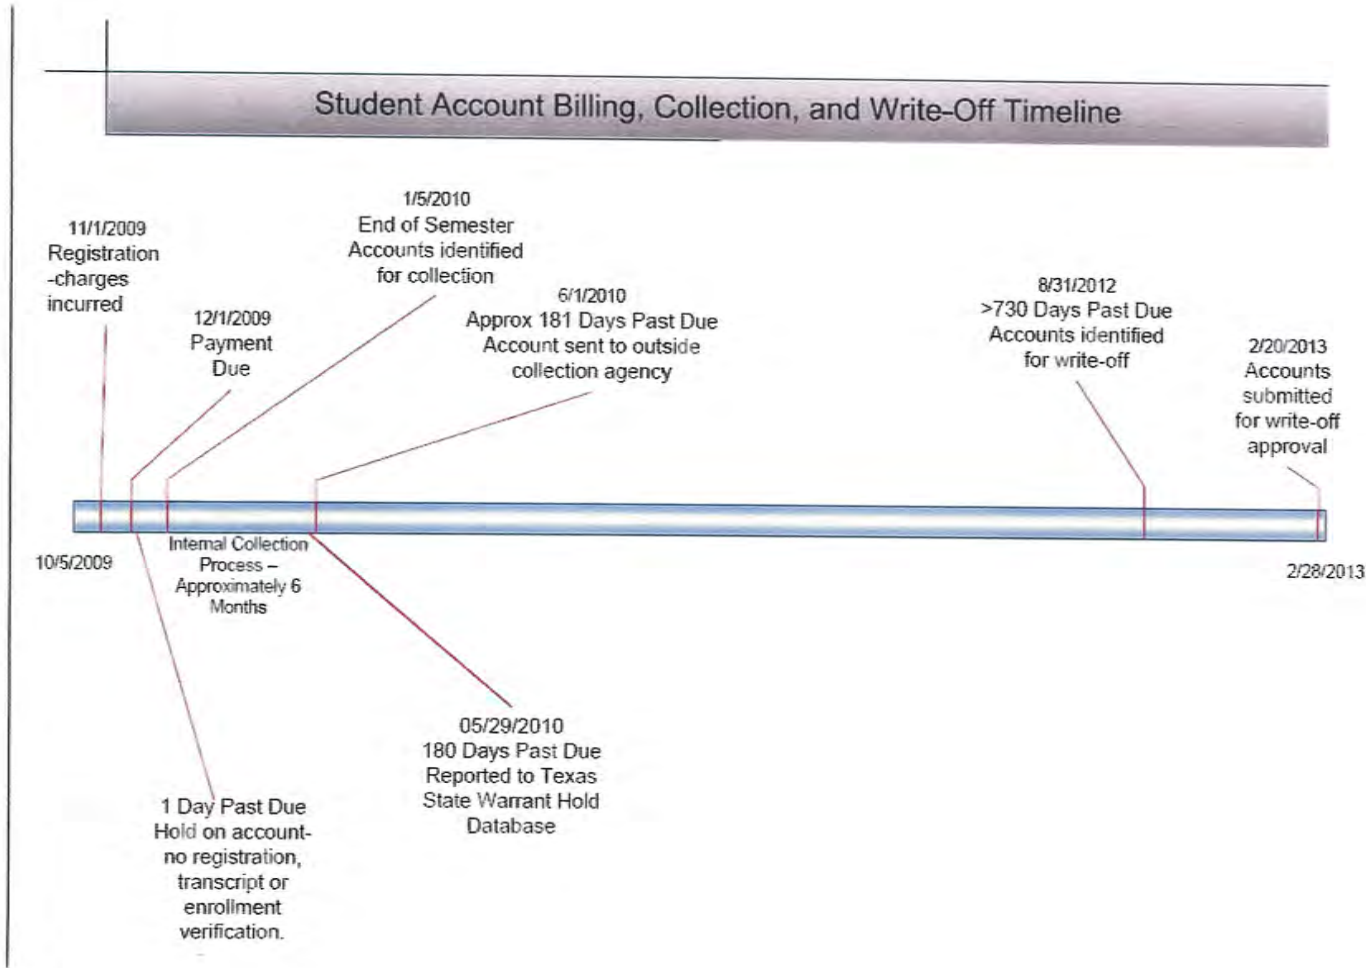 Student Account Billing, Collection, and Write-Off Timeline
11/1/2009
Registration
-charges
incurred
12/1/2009
Payment
Due
1/5/2010
End of Semester
Accounts identified
for collection
6/1/2010
Approx 181 Days Past Due
Account sent to outside
collection agency
8/31/2012
>730 Days Past Due
Accounts identified
for write-off
2/20/2013
Accounts
submitted
for write-off
approval
10/5/2009
Internal Collection
Process –
Approximately 6
Months
2/28/2013
05/29/2010
180 Days Past Due
Reported to Texas
State Warrant Hold
Database
1 Day Past Due
Hold on account-
no registration,
transcript or
enrollment
verification.